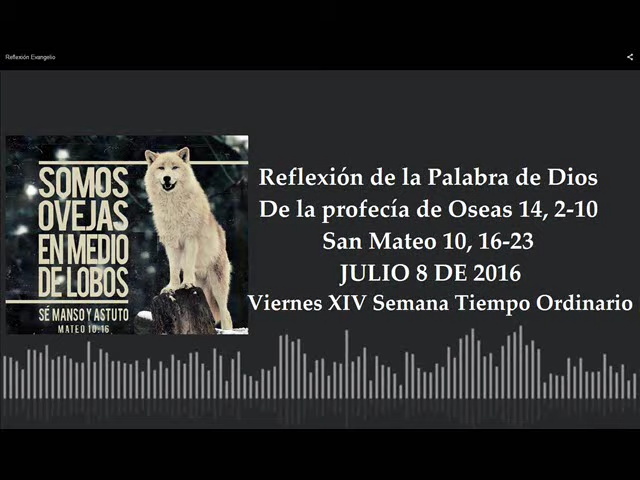 Reflexión Evangelio
SOMOS
OVEJAS
EN MEDIO
DE LOBOS
SÉ MANSO Y ASTUTO
MATEO 10:16
Reflexión de la Palabra de Dios
De la profecía de Oseas 14, 2-10
San Mateo 10, 16-23
JULIO 8 DE 2016
Viernes XIV Semana Tiempo Ordinario